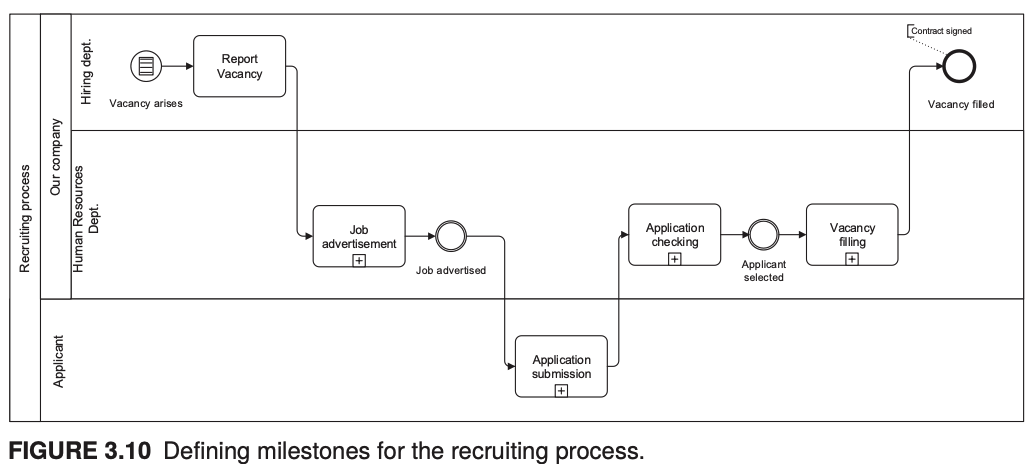 Recruiting process
Our company
Hiring dept.
Vacancy arises
Report
Vacancy
Contract signed
Vacancy filled
Human Resources
Dept.
Job
advertisement
Job advertised
Application
checking
Applicant
selected
Vacancy
filling
Applicant
Application
submission
FIGURE 3.10 Defining milestones for the recruiting process.